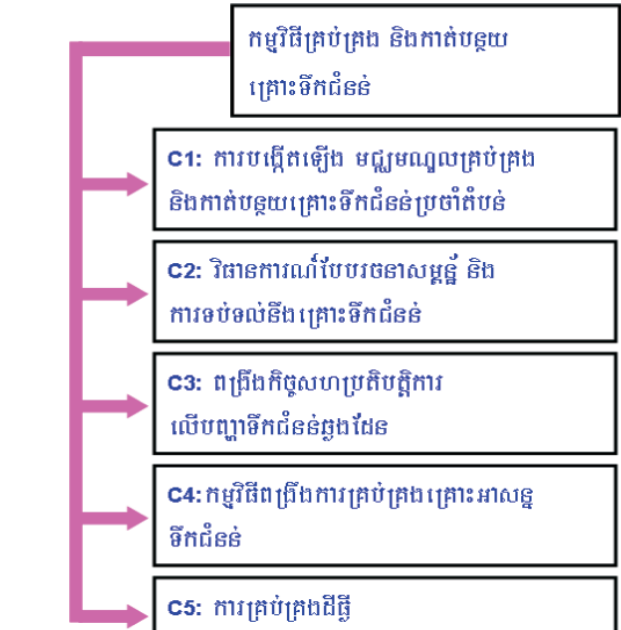 កម្មវិធីគ្រប់គ្រង និងកាត់បន្ថយ
គ្រោះទឹកជំនន់
C1: ការបង្កើតឡើង មជ្ឈមណ្ឌលគ្រប់គ្រង
និងកាត់បន្ថយគ្រោះទឹកជំនន់ប្រចាំតំបន់
C2: វិធានការណ៍បែបរចនាសម្ពន្ឋ័ និង
ការទប់ទល់នឹងគ្រោះទឹកជំនន់
C3: ពង្រឹងកិច្ចសហប្រតិបត្តិការ
លើបញ្ហាទឹកជំនន់ឆ្លងដែន
C4: កម្មវិធីពង្រឹងការគ្រប់គ្រងគ្រោះអាសន្ន
ទឹកជំនន់
C5: ការគ្រប់គ្រងដីធ្លី